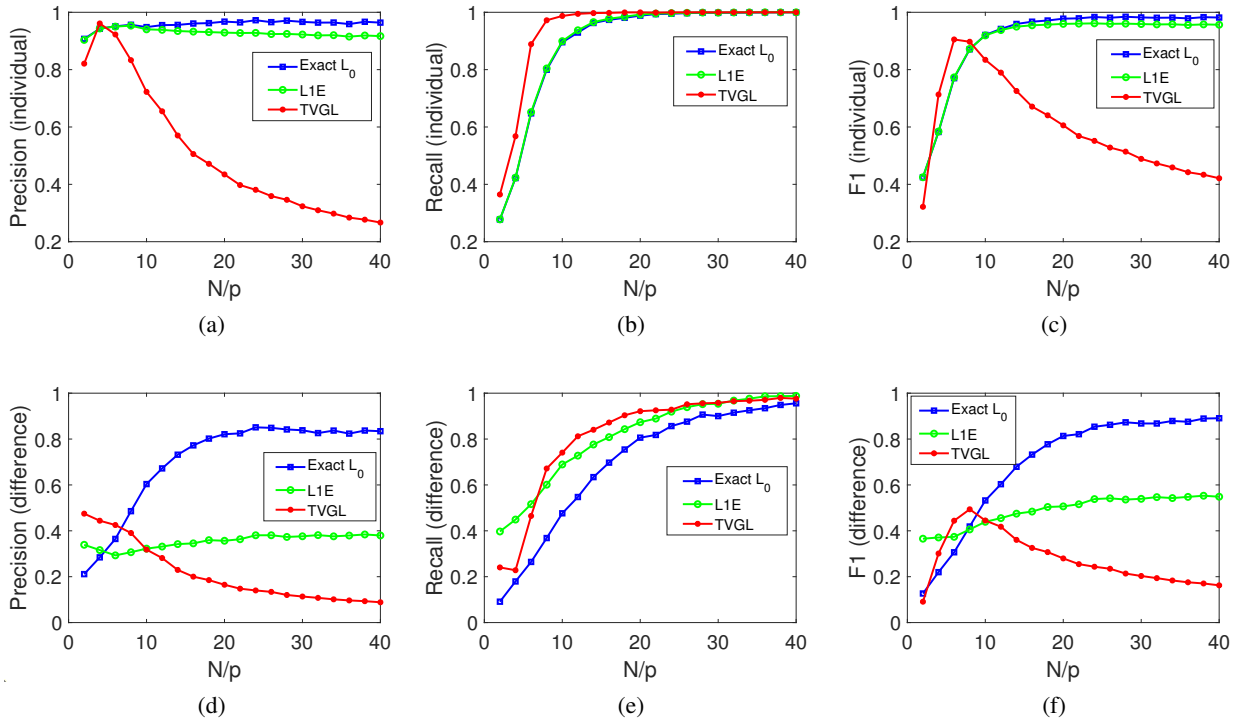 Precision (individual)
1
0.8
0.6
0.4
0.2
0 10 20 30 40
N/p
Exact L0
L1E
TVGL
(a)
Recall (individual)
1
0.8
0.6
0.4
0.2
0 10 20 30 40
N/p
Exact L0
L1E
TVGL
(b)
F1 (individual)
1
0.8
0.6
0.4
0.2
0 10 20 30 40
N/p
Exact L0
L1E
TVGL
(c)
Precision (difference)
1
0.8
0.6
0.4
0.2
0
0 10 20 30 40
N/p
Exact L0
L1E
TVGL
(d)
Recall (difference)
1
0.8
0.6
0.4
0.2
0
0 10 20 30 40
N/p
Exact L0
L1E
TVGL
(e)
F1 (difference)
1
0.8
0.6
0.4
0.2
0
0 10 20 30 40
N/p
Exact L0
L1E
TVGL
(f)